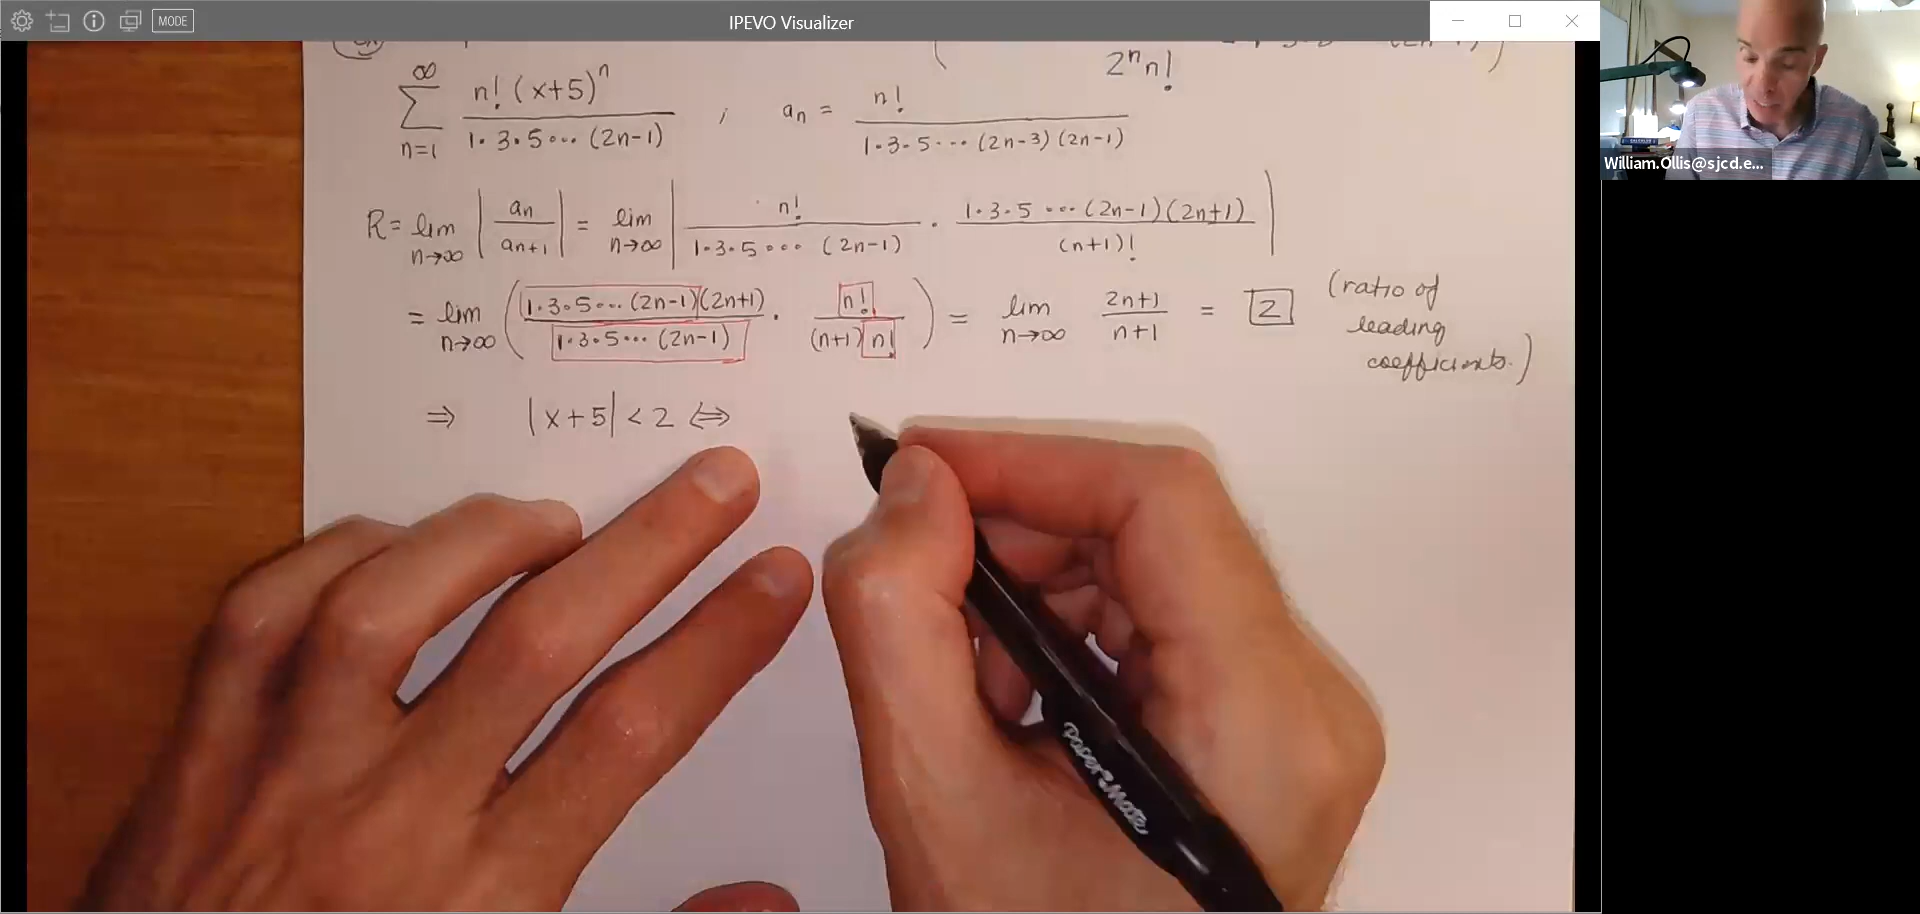 MODE
IPEVO Visualizer
2ⁿ n!
∞
∑ n=1 n! (x+5)ⁿ / 1·3·5··· (2n-1) ; aₙ = n! / 1·3·5··· (2n-3)(2n-1)
R = lim n→∞ | aₙ / aₙ₊₁ | = lim n→∞ | n! / 1·3·5··· (2n-1) · 1·3·5 ··· (2n-1)(2n+1) / (n+1)! |
= lim n→∞ ( 1·3·5··· (2n-1)(2n+1) / 1·3·5··· (2n-1) · n! / (n+1) n! ) = lim n→∞ 2n+1 / n+1 = 2 (ratio of
leading
coefficients.)
⇒ |x+5| < 2 ⇔
William.Ollis@sjcd.e...
Paper:Mate